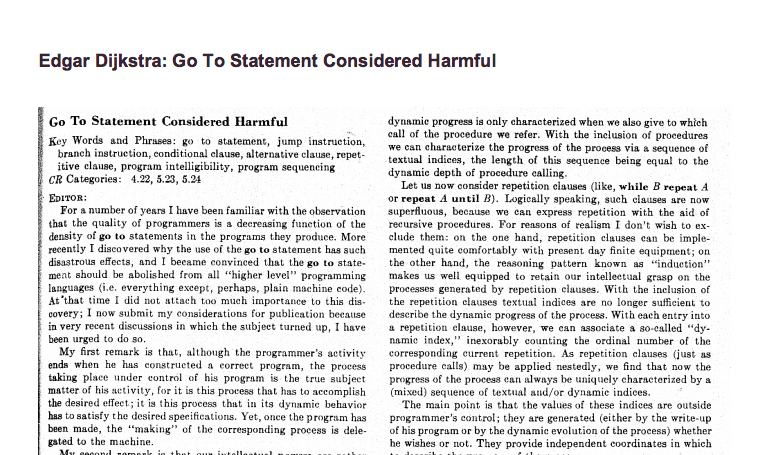 Edgar Dijkstra: Go To Statement Considered Harmful
Go To Statement Considered Harmful
Key Words and Phrases: go to statement, jump instruction,
branch instruction, conditional clause, alternative clause, repet-
itive clause, program intelligibility, program sequencing
CR Categories: 4.22, 5.23, 5.24
EDITOR:
For a number of years I have been familiar with the observation
that the quality of programmers is a decreasing function of the
density of go to statements in the programs they produce. More
recently I discovered why the use of the go to statement has such
disastrous effects, and I became convinced that the go to state-
ment should be abolished from all "higher level" programming
languages (i.e. everything except, perhaps, plain machine code).
At that time I did not attach too much importance to this dis-
covery; I now submit my considerations for publication because
in very recent discussions in which the subject turned up, I have
been urged to do so.
My first remark is that, although the programmer's activity
ends when he has constructed a correct program, the process
taking place under control of his program is the true subject
matter of his activity, for it is this process that has to accomplish
the desired effect; it is this process that in its dynamic behavior
has to satisfy the desired specifications. Yet, once the program has
been made, the "making" of the corresponding process is dele-
gated to the machine.
My second remark is that our intellectual powers are rather
dynamic progress is only characterized when we also give to which
call of the procedure we refer. With the inclusion of procedures
we can characterize the progress of the process via a sequence of
textual indices, the length of this sequence being equal to the
dynamic depth of procedure calling.
Let us now consider repetition clauses (like, while B repeat A
or repeat A until B). Logically speaking, such clauses are now
superfluous, because we can express repetition with the aid of
recursive procedures. For reasons of realism I don't wish to ex-
clude them: on the one hand, repetition clauses can be imple-
mented quite comfortably with present day finite equipment; on
the other hand, the reasoning pattern known as "induction"
makes us well equipped to retain our intellectual grasp on the
processes generated by repetition clauses. With the inclusion of
the repetition clauses textual indices are no longer sufficient to
describe the dynamic progress of the process. With each entry into
a repetition clause, however, we can associate a so-called "dy-
namic index," inexorably counting the ordinal number of the
corresponding current repetition. As repetition clauses (just as
procedure calls) may be applied nestedly, we find that now the
progress of the process can always be uniquely characterized by a
(mixed) sequence of textual and/or dynamic indices.
The main point is that the values of these indices are outside
programmer's control; they are generated (either by the write-up
of his program or by the dynamic evolution of the process) whether
he wishes or not. They provide independent coordinates in which